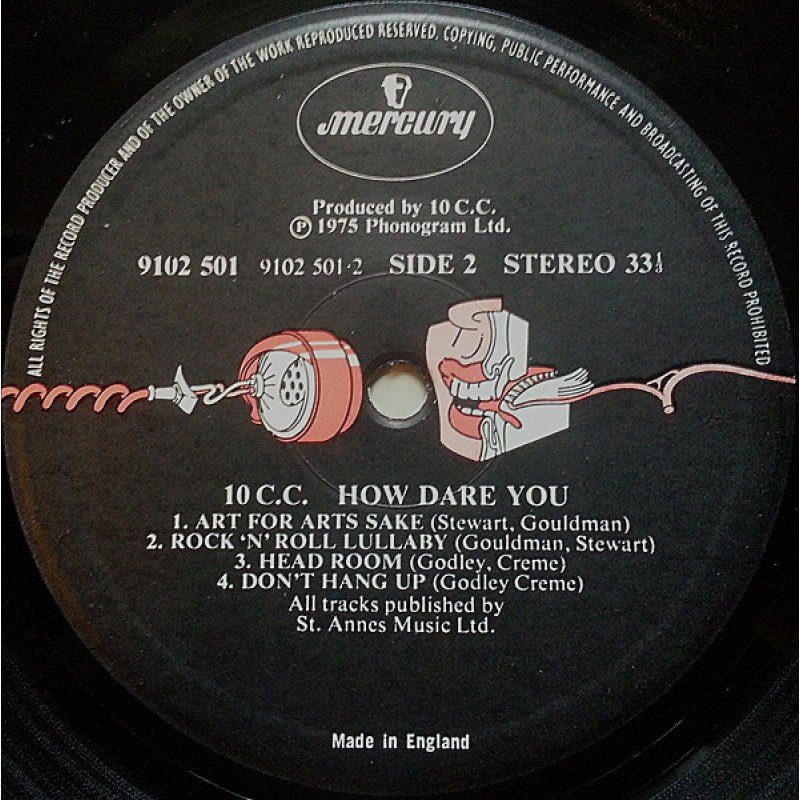 ALL RIGHTS OF THE RECORD PRODUCER AND OF THE OWNER OF THE WORK REPRODUCED RESERVED. COPYING, PUBLIC PERFORMANCE AND BROADCASTING OF THIS RECORD PROHIBITED
mercury
Produced by 10 C.C.
Ⓟ 1975 Phonogram Ltd.
9102 501 9102 501·2 SIDE 2 STEREO 33⅓
10 C.C. HOW DARE YOU
1. ART FOR ARTS SAKE (Stewart, Gouldman)
2. ROCK 'N' ROLL LULLABY (Gouldman, Stewart)
3. HEAD ROOM (Godley, Creme)
4. DON'T HANG UP (Godley Creme)
All tracks published by
St. Annes Music Ltd.
Made in England